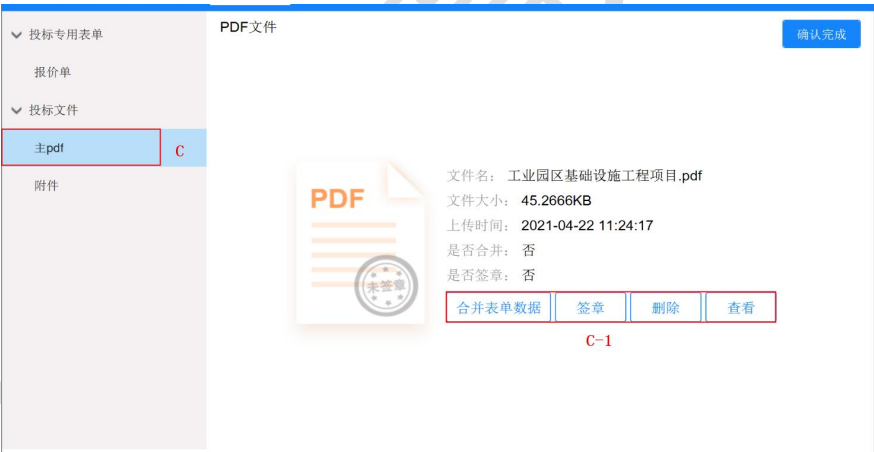 投标专用表单
报价单
投标文件
主pdf
C
附件
PDF文件
确认完成
PDF
未签章
文件名： 工业园区基础设施工程项目.pdf
文件大小： 45.2666KB
上传时间： 2021-04-22 11:24:17
是否合并： 否
是否签章： 否
合并表单数据 签章 删除 查看
C-1